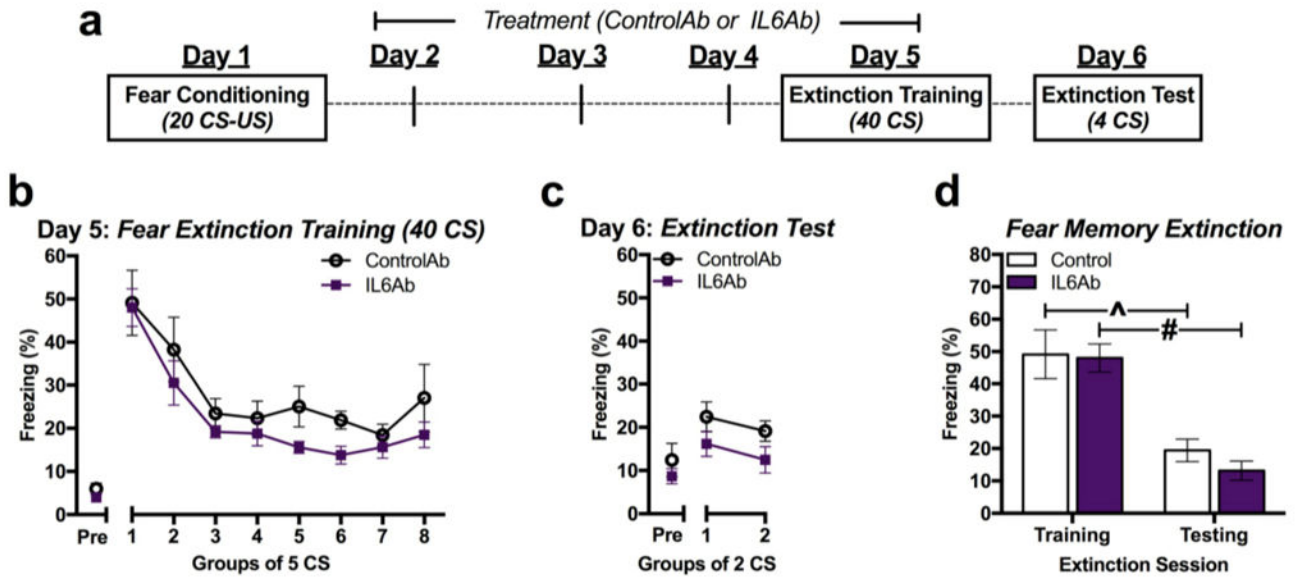 a
Treatment (ControlAb or IL6Ab)
Day 1 Day 2 Day 3 Day 4 Day 5 Day 6
Fear Conditioning
(20 CS-US)
Extinction Training
(40 CS)
Extinction Test
(4 CS)
b
Day 5: Fear Extinction Training (40 CS)
ControlAb
IL6Ab
Freezing (%)
60
50
40
30
20
10
0
Pre 1 2 3 4 5 6 7 8
Groups of 5 CS
c
Day 6: Extinction Test
ControlAb
IL6Ab
Freezing (%)
60
50
40
30
20
10
0
Pre 1 2
Groups of 2 CS
d
Fear Memory Extinction
Control
IL6Ab
^
#
Freezing (%)
80
70
60
50
40
30
20
10
0
Training Testing
Extinction Session